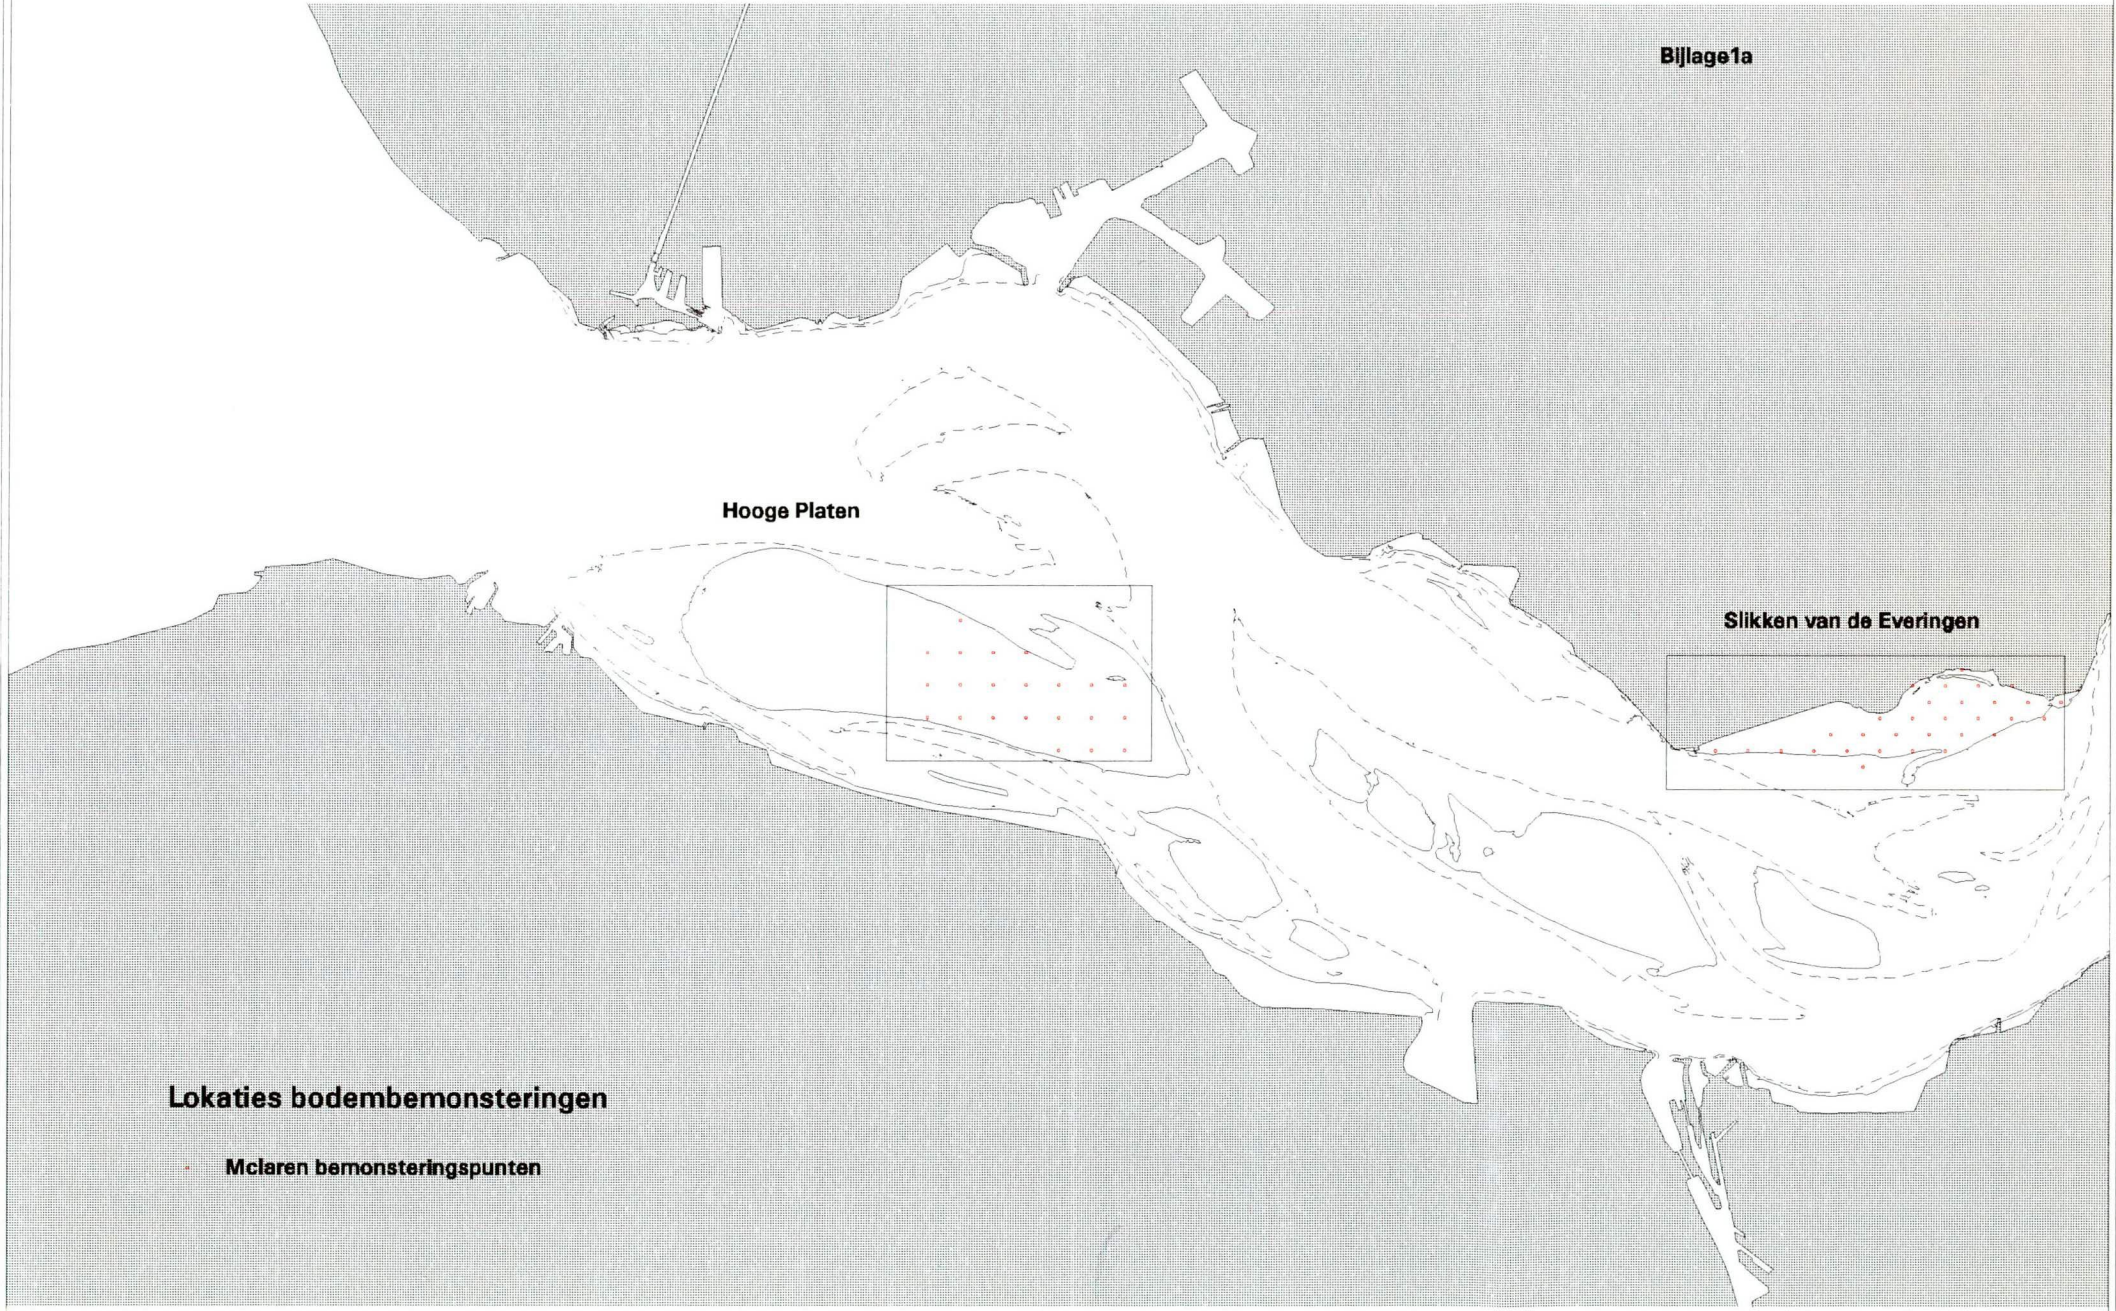 Bijlage1a
Hooge Platen
Slikken van de Everingen
Lokaties bodembemonsteringen
Mclaren bemonsteringspunten